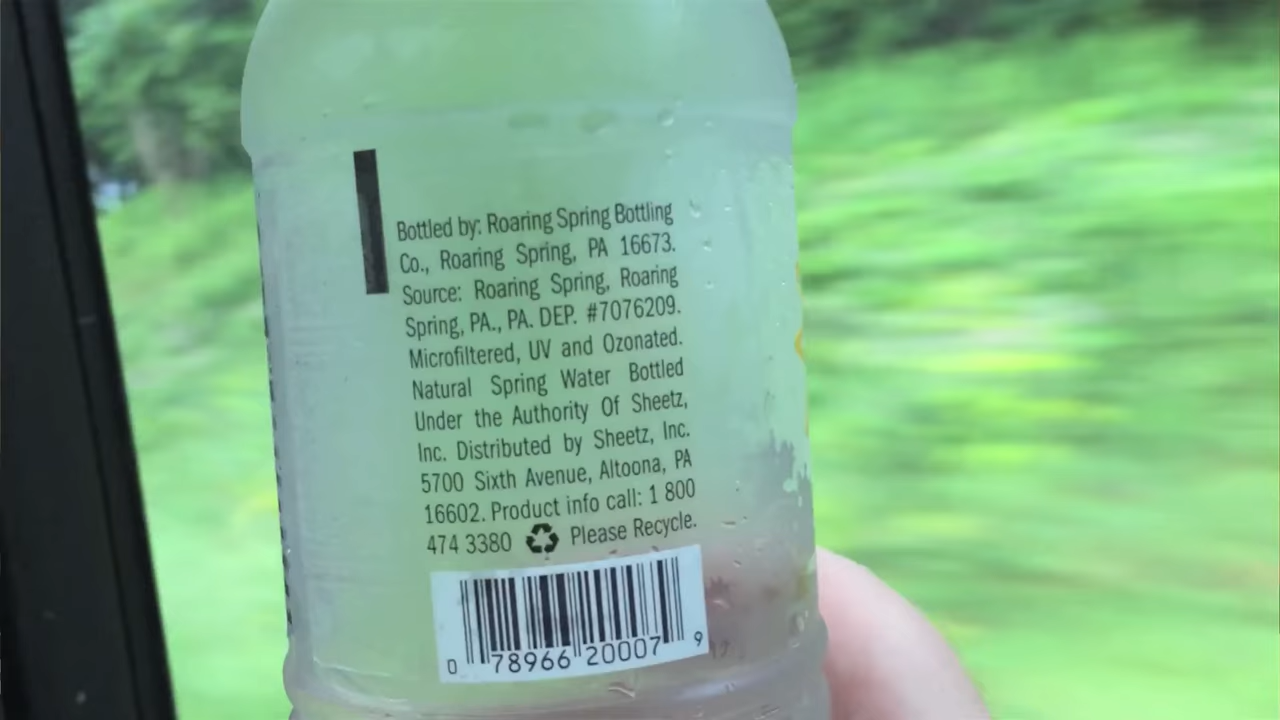 Bottled by: Roaring Spring Bottling
Co., Roaring Spring, PA 16673.
Source: Roaring Spring, Roaring
Spring, PA., PA. DEP. #7076209.
Microfiltered, UV and Ozonated.
Natural Spring Water Bottled
Under the Authority Of Sheetz,
Inc. Distributed by Sheetz, Inc.
5700 Sixth Avenue, Altoona, PA
16602. Product info call: 1 800
474 3380 Please Recycle.
0 78966 20007 9